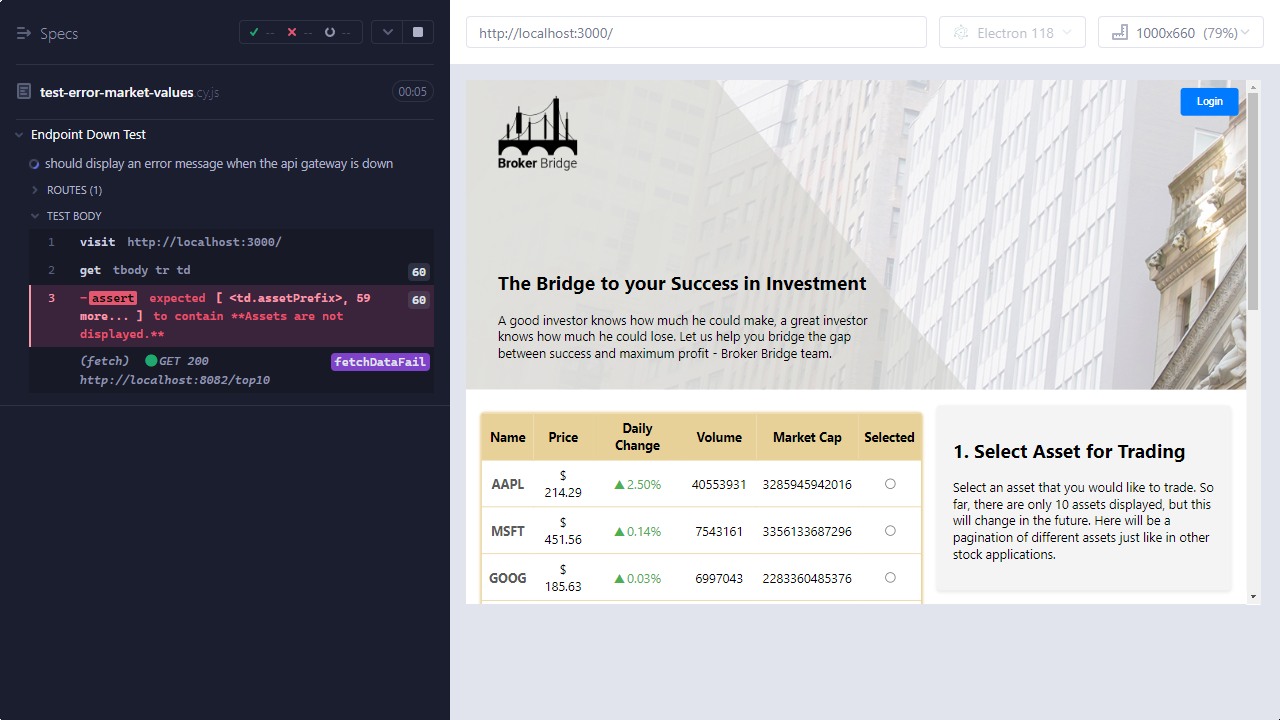 Specs
-- -- --
test-error-market-values cy.js
00:05
Endpoint Down Test
should display an error message when the api gateway is down
ROUTES (1)
TEST BODY
1 visit http://localhost:3000/
2 get tbody tr td 60
3 -assert expected [ <td.assetPrefix>, 59 60
more... ] to contain **Assets are not
displayed.**
(fetch) GET 200 fetchDataFail
http://localhost:8082/top10
http://localhost:3000/
Electron 118
1000x660 (79%)
Login
Broker Bridge
The Bridge to your Success in Investment
A good investor knows how much he could make, a great investor
knows how much he could lose. Let us help you bridge the gap
between success and maximum profit - Broker Bridge team.
Name Price Daily Change Volume Market Cap Selected
AAPL $ 214.29 ▲2.50% 40553931 3285945942016
MSFT $ 451.56 ▲0.14% 7543161 3356133687296
GOOG $ 185.63 ▲0.03% 6997043 2283360485376
1. Select Asset for Trading
Select an asset that you would like to trade. So
far, there are only 10 assets displayed, but this
will change in the future. Here will be a
pagination of different assets just like in other
stock applications.